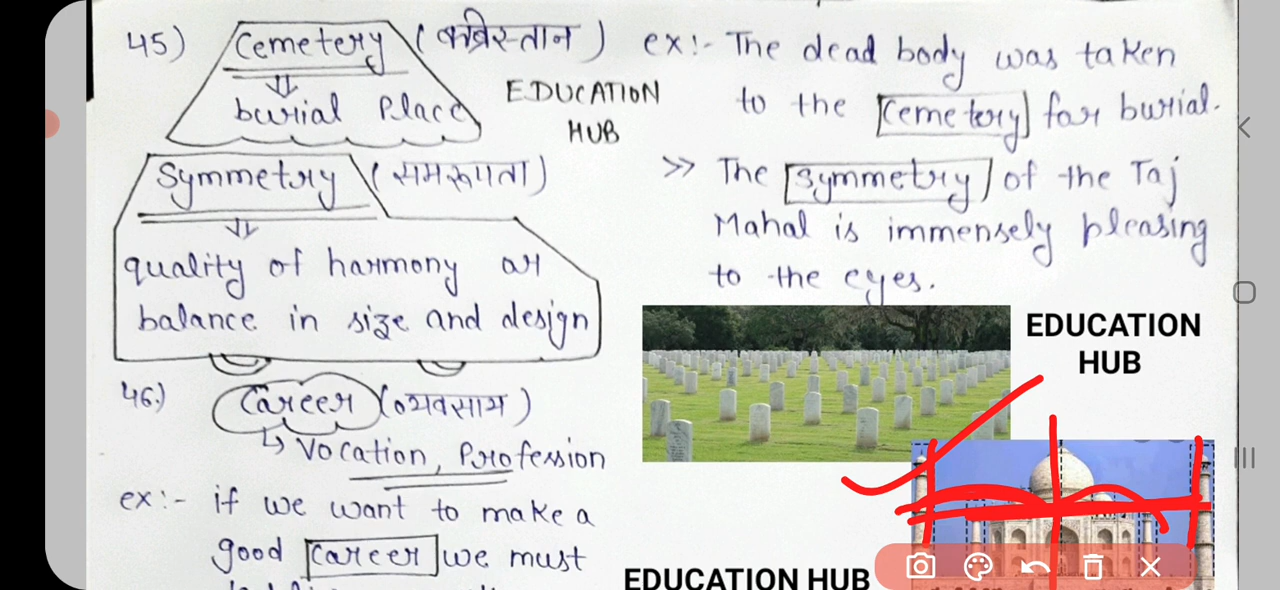 45) Cemetery (कब्रिस्तान)
burial Place
EDUCATION
HUB
ex:- The dead body was taken
to the Cemetery for burial.
Symmetry (समरूपता)
quality of harmony or
balance in size and design
>> The Symmetry of the Taj
Mahal is immensely pleasing
to the eyes.
EDUCATION
HUB
46.) Career (व्यवसाय)
Vocation, Profession
ex:- if we want to make a
good Career we must
EDUCATION HUB